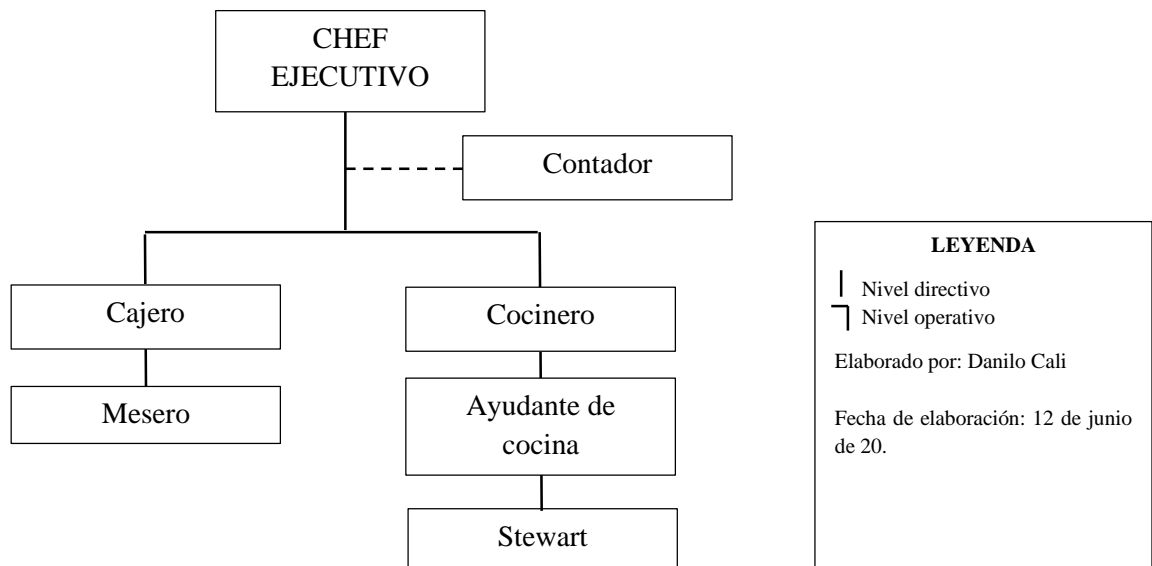 CHEF
EJECUTIVO
Contador
Cajero
Cocinero
Mesero
Ayudante de
cocina
Stewart
LEYENDA
Nivel directivo
Nivel operativo
Elaborado por: Danilo Cali
Fecha de elaboración: 12 de junio
de 20.